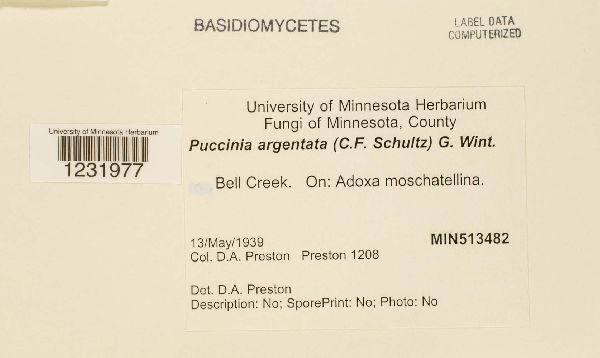 BASIDIOMYCETES
LABEL DATA
COMPUTERIZED
University of Minnesota Herbarium
1231977
University of Minnesota Herbarium
Fungi of Minnesota, County
Puccinia argentata (C.F. Schultz) G. Wint.
Bell Creek. On: Adoxa moschatellina.
13/May/1939
MIN513482
Col. D.A. Preston Preston 1208
Det. D.A. Preston
Description: No; SporePrint: No; Photo: No